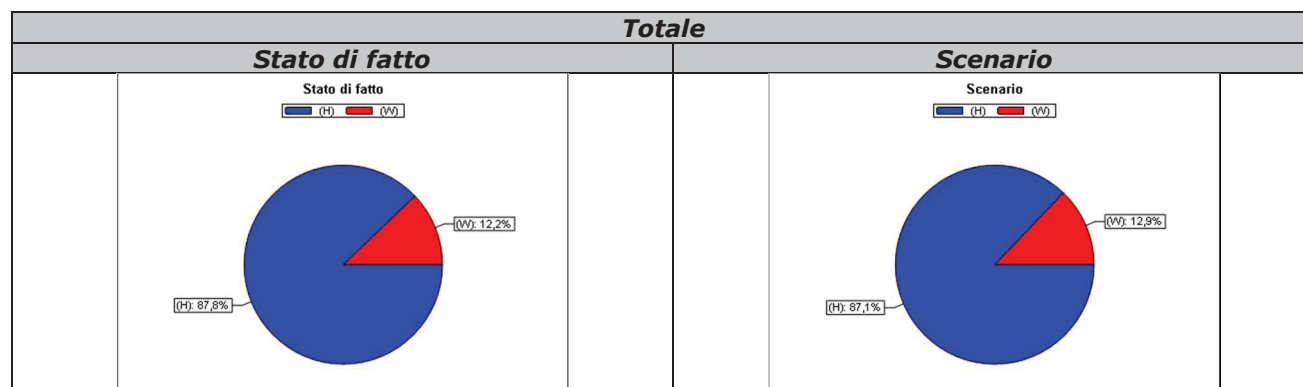 Totale
Stato di fatto
Scenario
Stato di fatto
(H) (W)
(W): 12,2%
(H): 87,8%
Scenario
(H) (W)
(W): 12,9%
(H): 87,1%